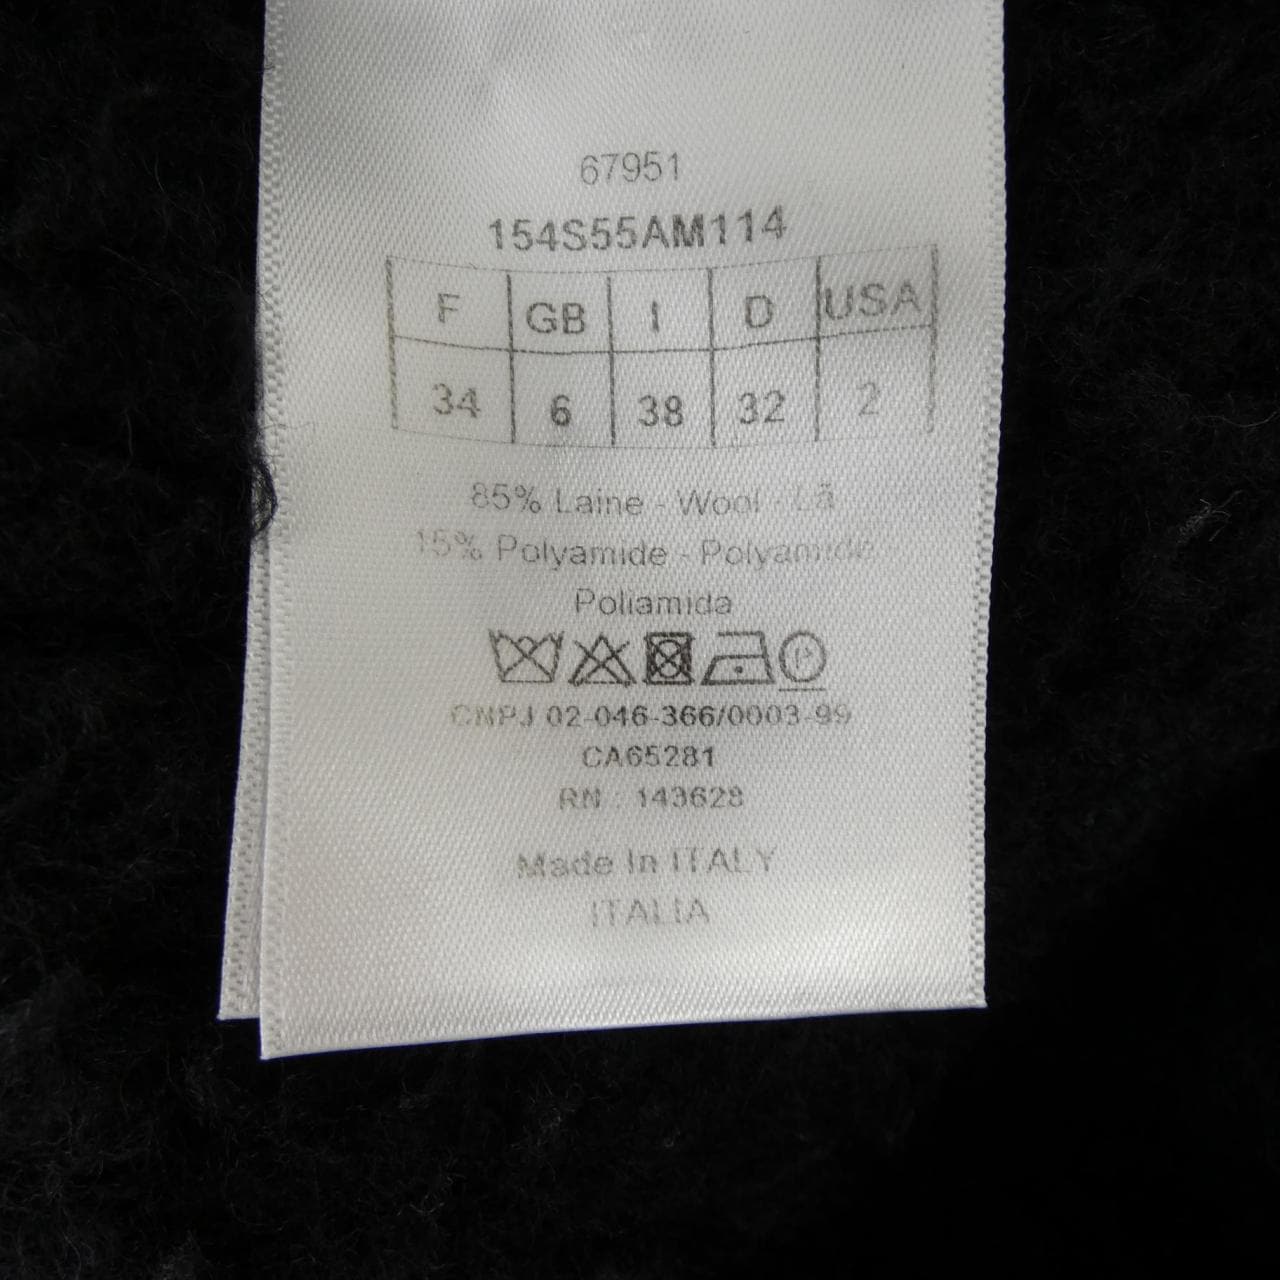 67951
154S55AM114
F GB I D USA
34 6 38 32 2
85% Laine - Wool - Lã
15% Polyamide - Polyamide
Poliamida
P
CNPJ 02-046-366/0003-99
CA65281
RN : 143628
Made In ITALY
ITALIA